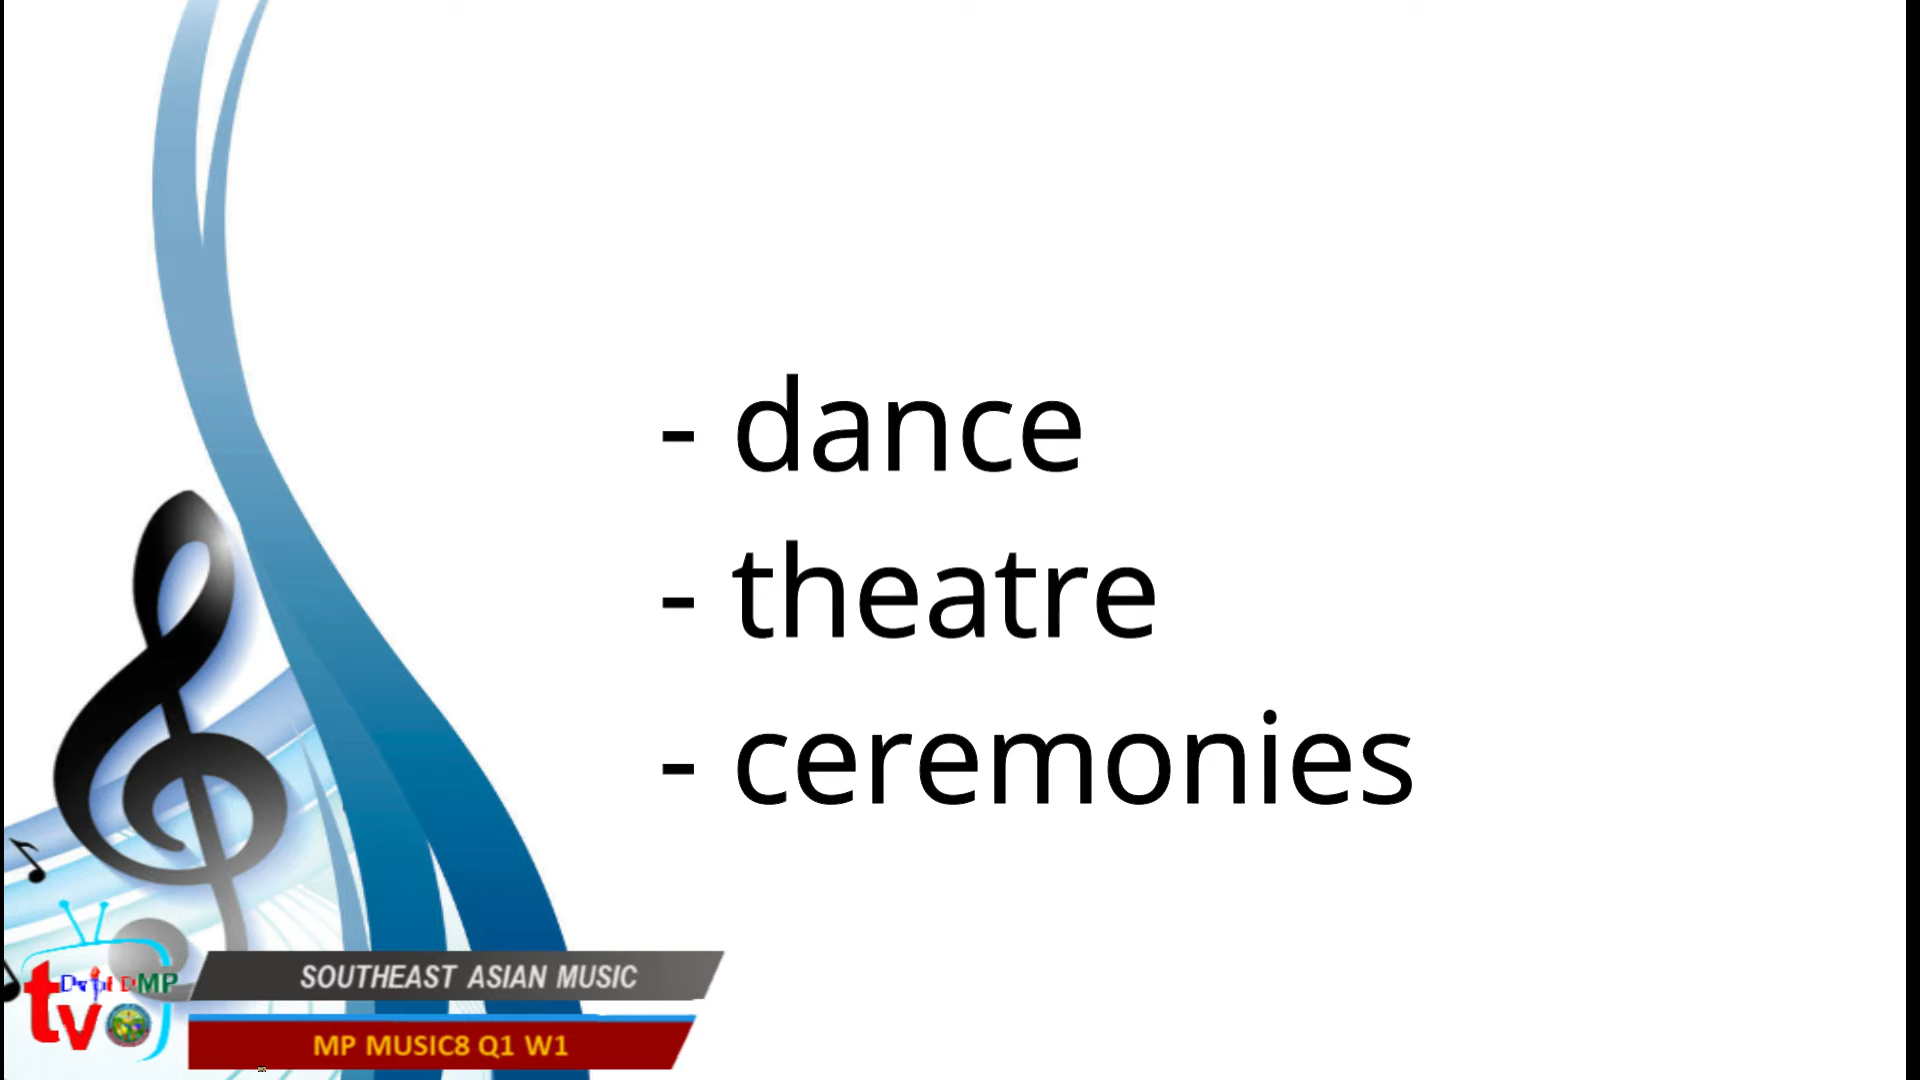 - dance
- theatre
- ceremonies
SOUTHEAST ASIAN MUSIC
MP MUSIC8 Q1 W1
tv
MP